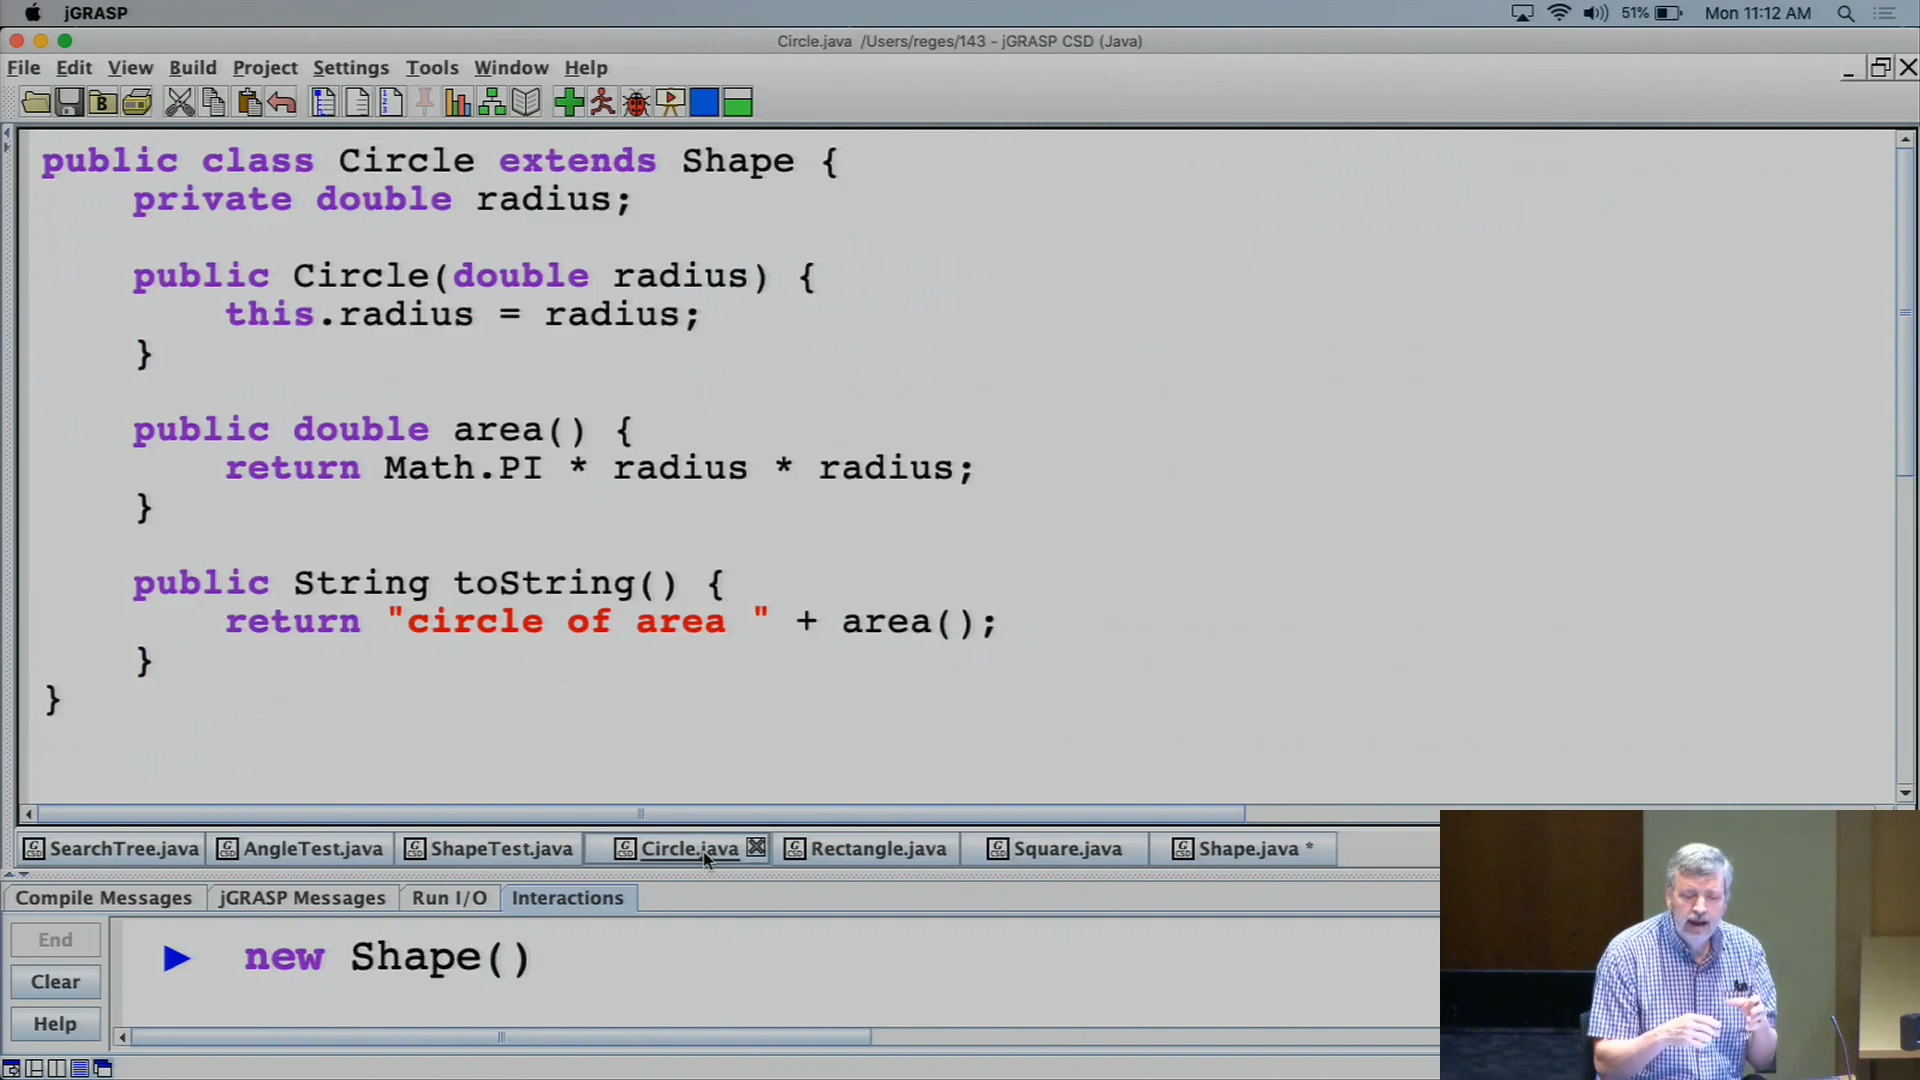 jGRASP
51%
Mon 11:12 AM
Circle.java /Users/reges/143 - jGRASP CSD (Java)
File Edit View Build Project Settings Tools Window Help
public class Circle extends Shape {
private double radius;
public Circle(double radius) {
this.radius = radius;
}
public double area() {
return Math.PI * radius * radius;
}
public String toString() {
return "circle of area " + area();
}
}
SearchTree.java AngleTest.java ShapeTest.java Circle.java Rectangle.java Square.java Shape.java *
Compile Messages jGRASP Messages Run I/O Interactions
End
Clear
Help
new Shape()